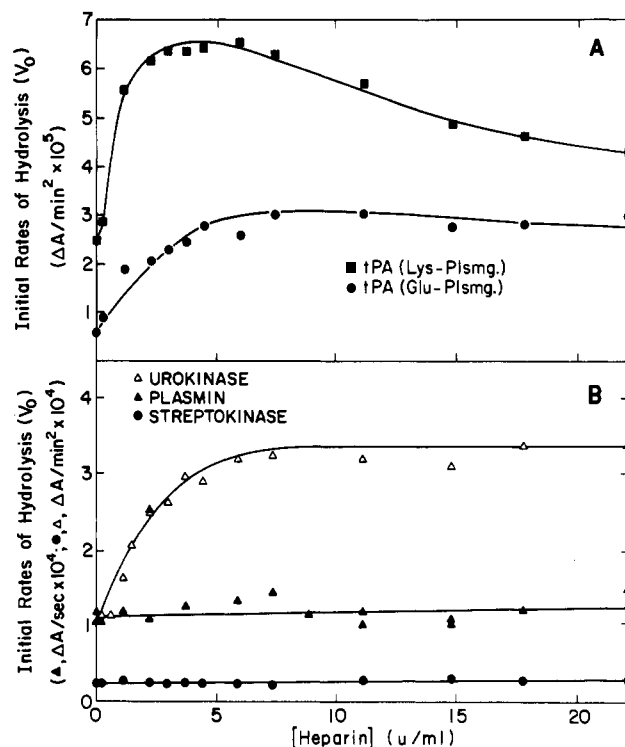 A
Initial Rates of Hydrolysis (V₀)
(ΔA/min² × 10⁵)
7
6
5
4
3
2
1
■ tPA (Lys-Plsmg.)
● tPA (Glu-Plsmg.)
B
△ UROKINASE
▲ PLASMIN
● STREPTOKINASE
Initial Rates of Hydrolysis (V₀)
(▲, ΔA/sec×10⁴; ●,△, ΔA/min²×10⁴)
4
3
2
1
0
0 5 10 15 20
[Heparin] (u/ml)